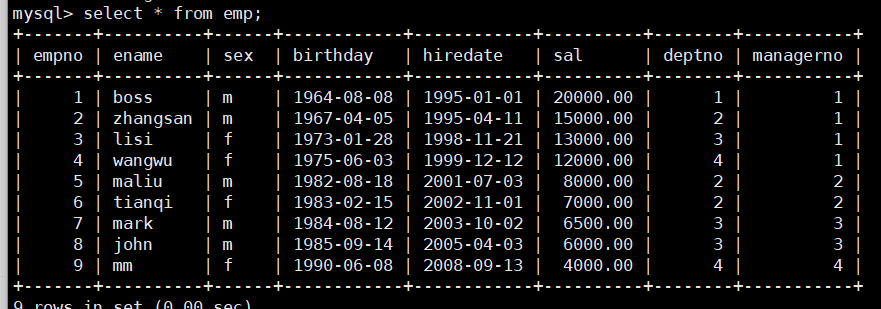 mysql> select * from emp;
+-------+----------+------+------------+------------+----------+--------+-----------+
| empno | ename    | sex  | birthday   | hiredate   | sal      | deptno | managerno |
+-------+----------+------+------------+------------+----------+--------+-----------+
|     1 | boss     | m    | 1964-08-08 | 1995-01-01 | 20000.00 |      1 |         1 |
|     2 | zhangsan | m    | 1967-04-05 | 1995-04-11 | 15000.00 |      2 |         1 |
|     3 | lisi     | f    | 1973-01-28 | 1998-11-21 | 13000.00 |      3 |         1 |
|     4 | wangwu   | f    | 1975-06-03 | 1999-12-12 | 12000.00 |      4 |         1 |
|     5 | maliu    | m    | 1982-08-18 | 2001-07-03 |  8000.00 |      2 |         2 |
|     6 | tianqi   | f    | 1983-02-15 | 2002-11-01 |  7000.00 |      2 |         2 |
|     7 | mark     | m    | 1984-08-12 | 2003-10-02 |  6500.00 |      3 |         3 |
|     8 | john     | m    | 1985-09-14 | 2005-04-03 |  6000.00 |      3 |         3 |
|     9 | mm       | f    | 1990-06-08 | 2008-09-13 |  4000.00 |      4 |         4 |
+-------+----------+------+------------+------------+----------+--------+-----------+
9 rows in set (0.00 sec)